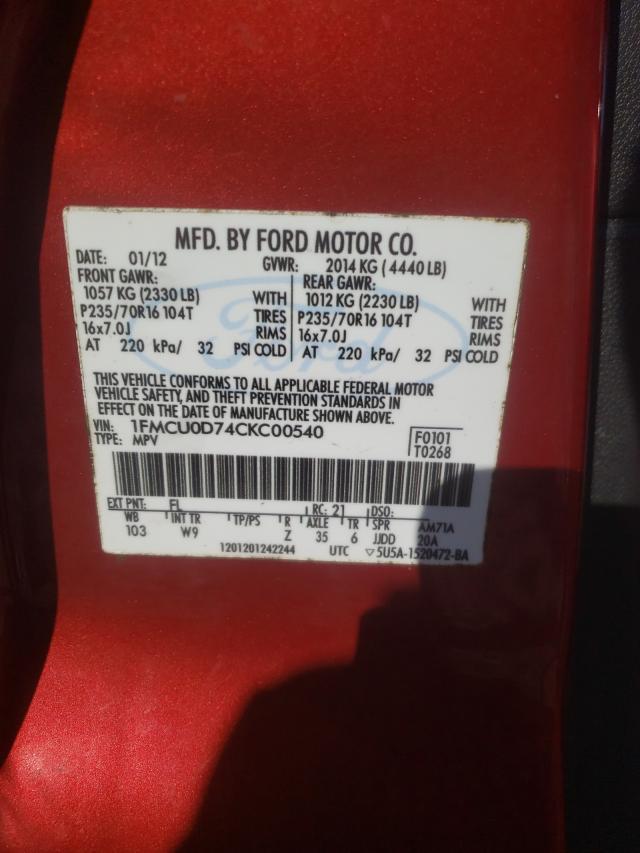 MFD. BY FORD MOTOR CO.
DATE: 01/12 GVWR: 2014 KG ( 4440 LB)
FRONT GAWR: REAR GAWR:
1057 KG (2330 LB) WITH 1012 KG (2230 LB) WITH
P235/70R16 104T TIRES P235/70R16 104T TIRES
16x7.0J RIMS 16x7.0J RIMS
AT 220 kPa/ 32 PSI COLD AT 220 kPa/ 32 PSI COLD
Ford
THIS VEHICLE CONFORMS TO ALL APPLICABLE FEDERAL MOTOR
VEHICLE SAFETY, AND THEFT PREVENTION STANDARDS IN
EFFECT ON THE DATE OF MANUFACTURE SHOWN ABOVE.
VIN: 1FMCU0D74CKC00540 F0101
TYPE: MPV T0268
EXT PNT: FL RC: 21 DSO:
WB INT TR TP/PS R AXLE TR SPR AM71A
103 W9 Z 35 6 JJDD 20A
1201201242244 UTC ▽5U5A-1520472-BA